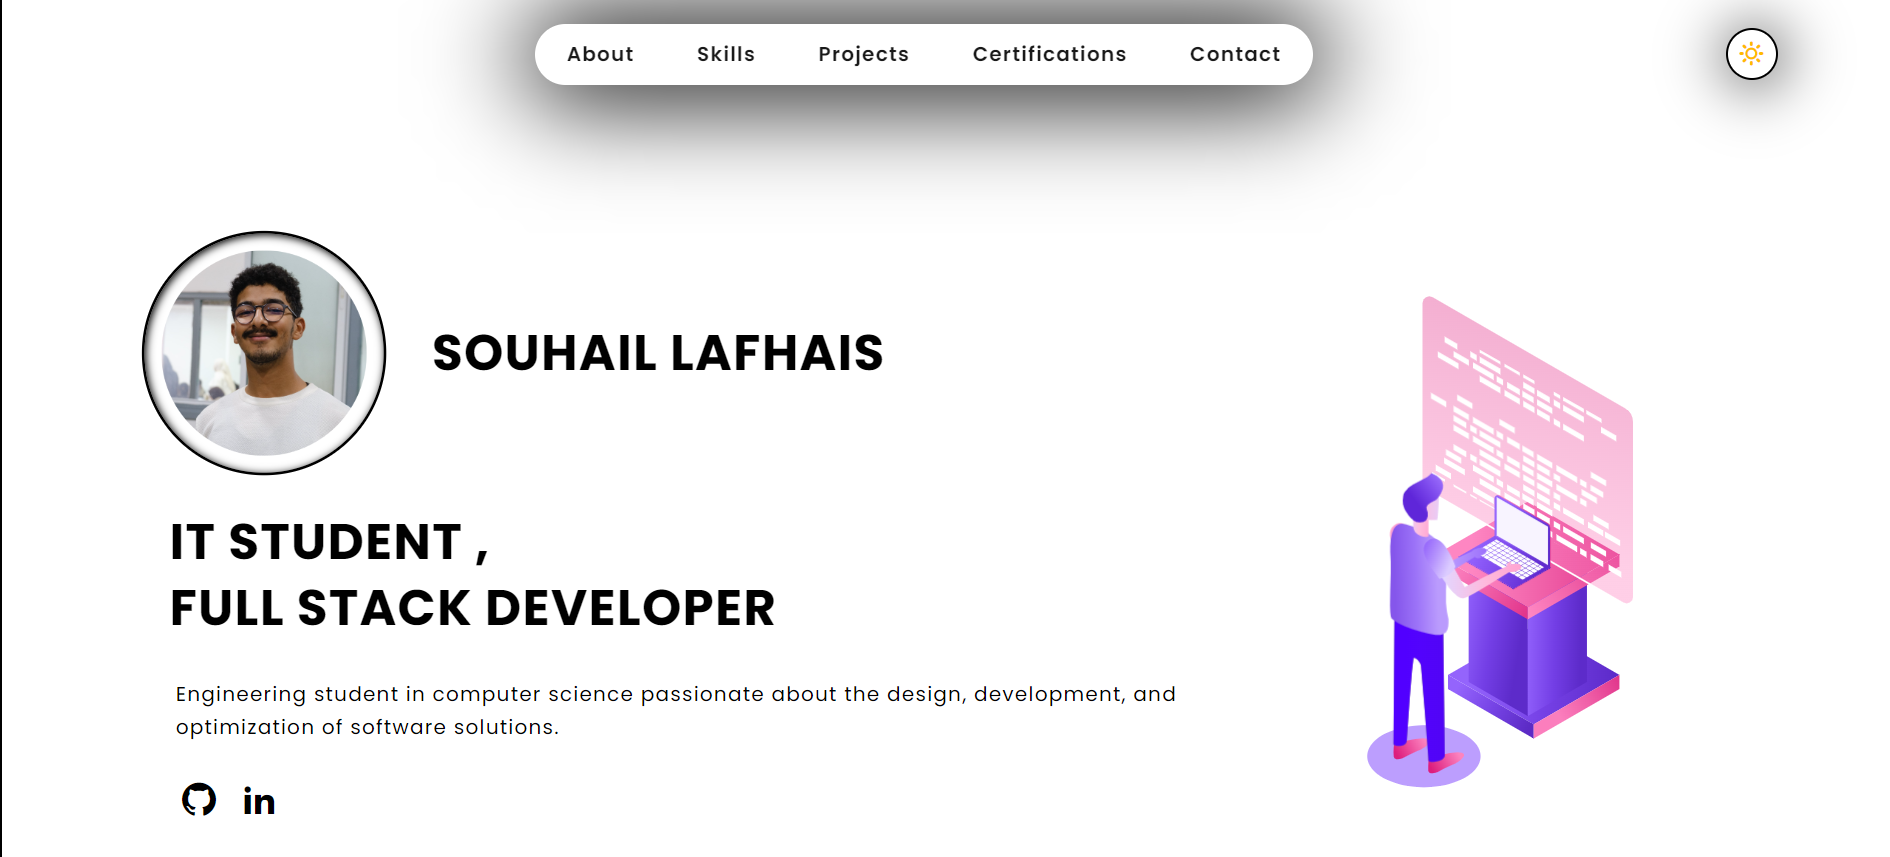 About Skills Projects Certifications Contact
SOUHAIL LAFHAIS
IT STUDENT ,
FULL STACK DEVELOPER
Engineering student in computer science passionate about the design, development, and
optimization of software solutions.
in